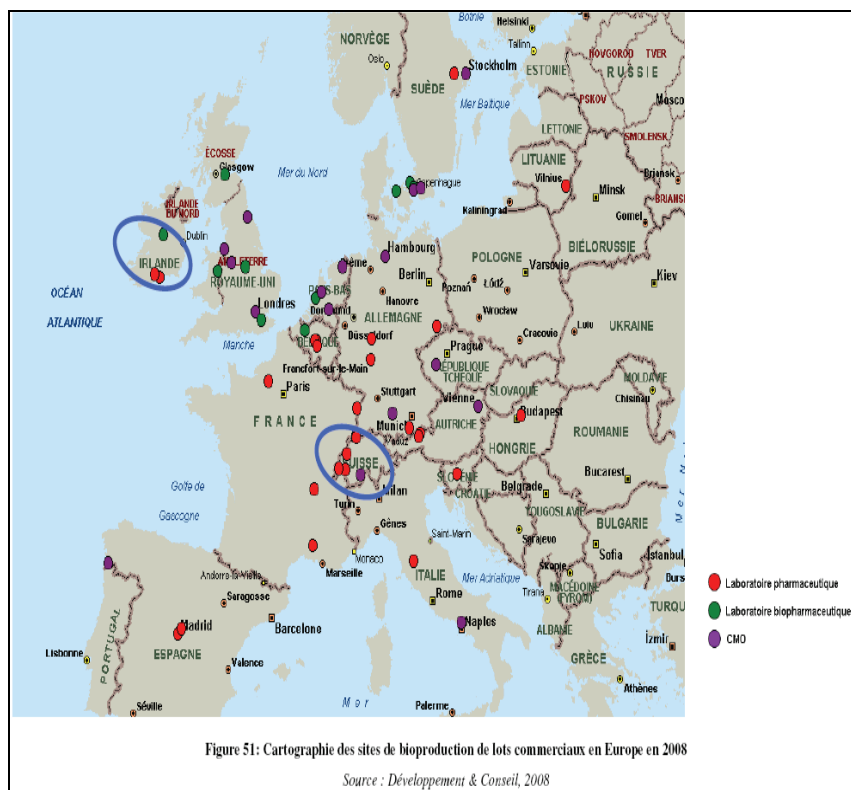 Botnie
Helsinki
NORVÈGE
Oslo
Tallinn
ESTONIE
NOVGOROD
TVER
RUSSIE
Stockholm
SUÈDE
Mer Baltique
PSKOV
Mosco
LETTONIE
SMOLENSK
ÉCOSSE
Glasgow
Mer du Nord
Copenhague
LITUANIE
Vilnius
Minsk
Briansk
BRIANSK
IRLANDE
DU NORD
Kaliningrad
Gomel
Dublin
Hambourg
BIÉLORUSSIE
IRLANDE
ANGLETERRE
ROYAUME-UNI
Brême
POLOGNE
Varsovie
Berlin
Poznań
Łódź
Kiev
OCÉAN
ATLANTIQUE
PAYS-BAS
Hanovre
Londres
Dortmund
ALLEMAGNE
Wrocław
UKRAINE
Manche
BELGIQUE
Düsseldorf
Cracovie
Prague
Francfort-sur-le-Main
RÉPUBLIQUE
TCHÈQUE
Paris
SLOVAQUIE
MOLDAVIE
Stuttgart
Vienne
Chisinau
FRANCE
Munich
Budapest
AUTRICHE
Vaduz
HONGRIE
ROUMANIE
SUISSE
SLOVÉNIE
Milan
CROATIE
Belgrade
Bucarest
Golfe de
Gascogne
Turin
YOUGOSLAVIE
Gênes
Saint-Marin
BULGARIE
Sarajevo
Sofia
Istanbul
Monaco
Marseille
Andorre-la-Vieille
ITALIE
Mer Adriatique
Skopje
MACÉDOINE
(FYROM)
Saragosse
Rome
Tirana
TURQU
PORTUGAL
Madrid
Barcelone
Naples
ALBANIE
İzmir
Lisbonne
ESPAGNE
Valence
GRÈCE
Athènes
Séville
Mer
Palerme
Laboratoire pharmaceutique
Laboratoire biopharmaceutique
CMO
Figure 51: Cartographie des sites de bioproduction de lots commerciaux en Europe en 2008
Source : Développement & Conseil, 2008